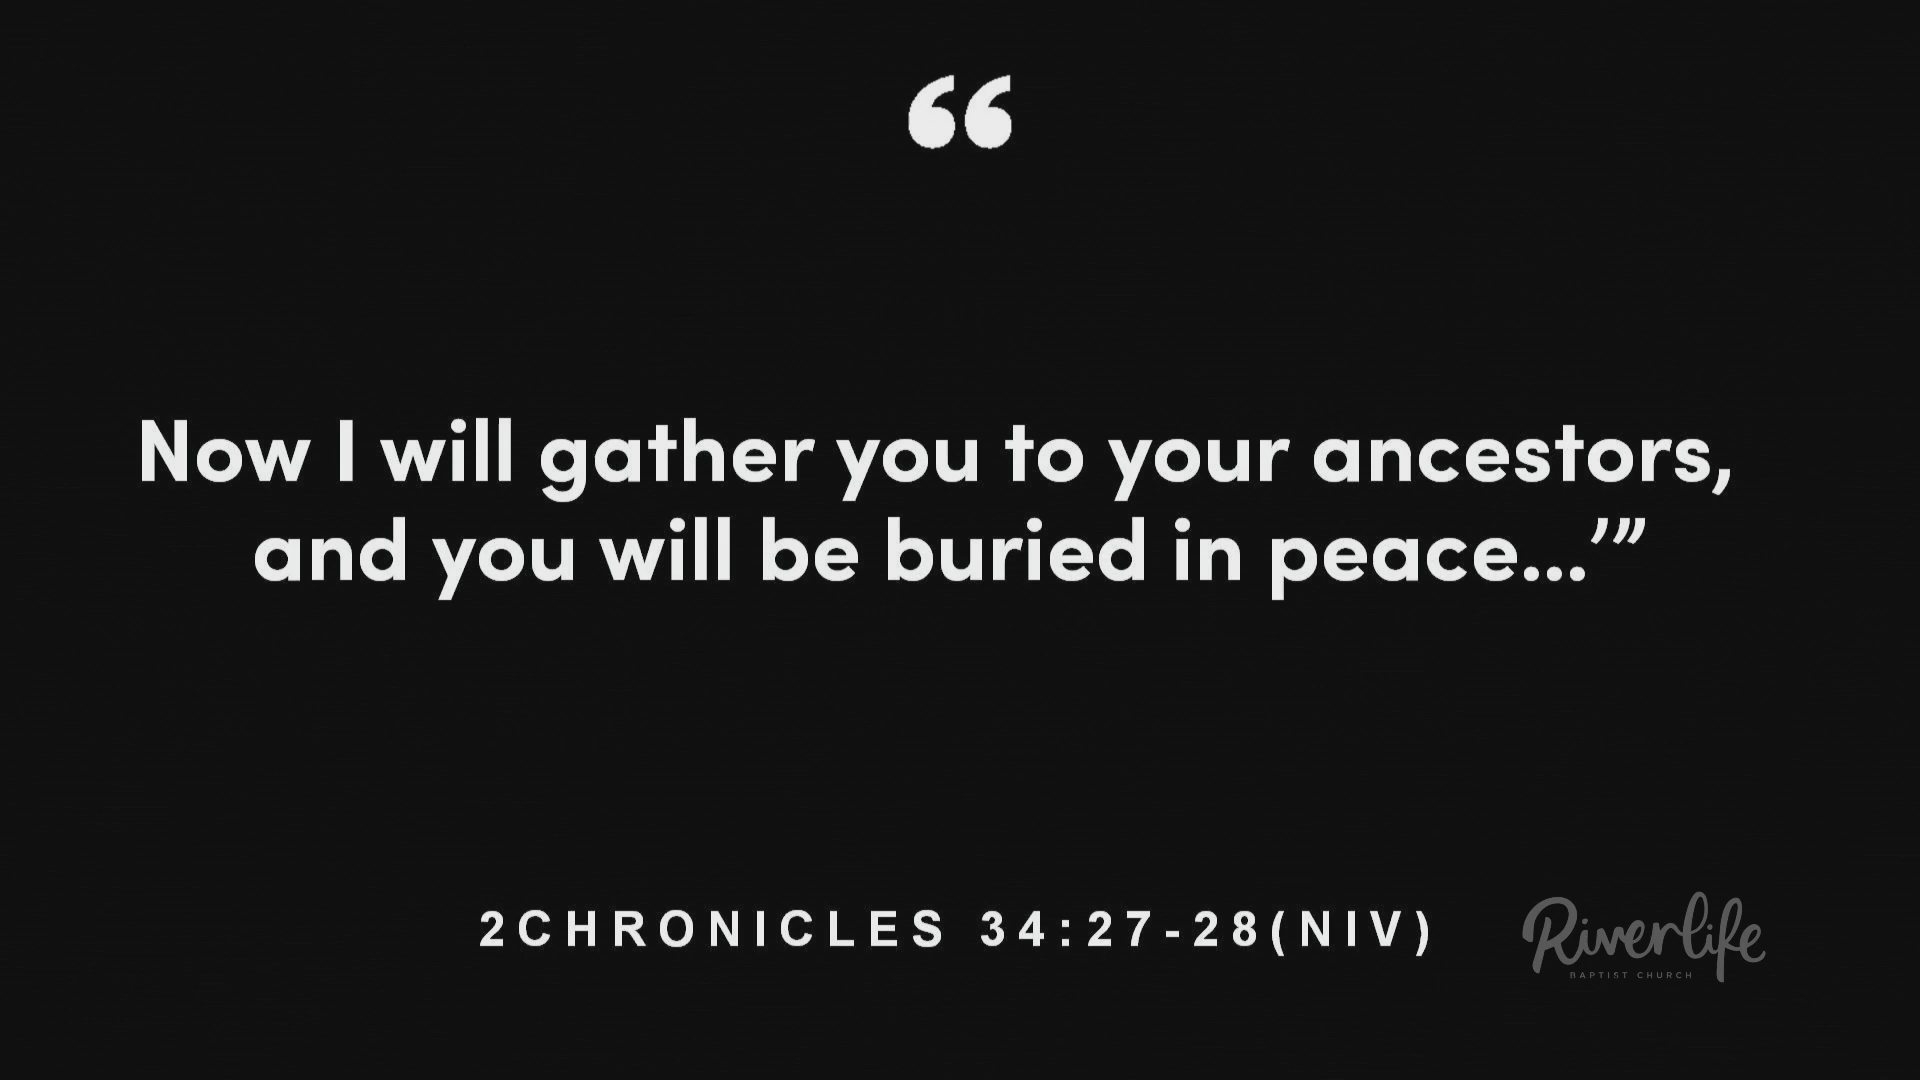 “
Now I will gather you to your ancestors,
and you will be buried in peace...’”
2CHRONICLES 34:27-28(NIV)
Riverlife
BAPTIST CHURCH